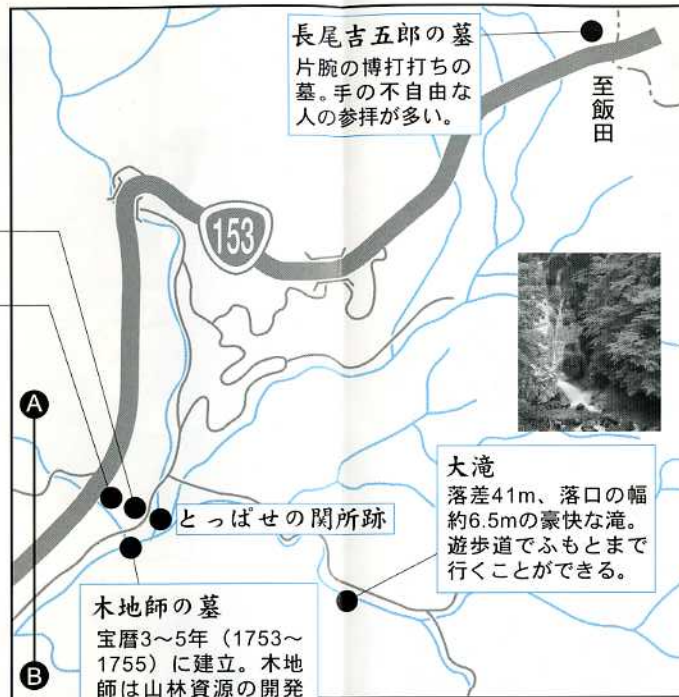 長尾吉五郎の墓
片腕の博打打ちの
墓。手の不自由な
人の参拝が多い。
至飯田
153
A
大滝
落差41m、落口の幅
約6.5mの豪快な滝。
遊歩道でふもとまで
行くことができる。
とっぱせの関所跡
木地師の墓
宝暦3〜5年（1753〜
1755）に建立。木地
師は山林資源の開発
B